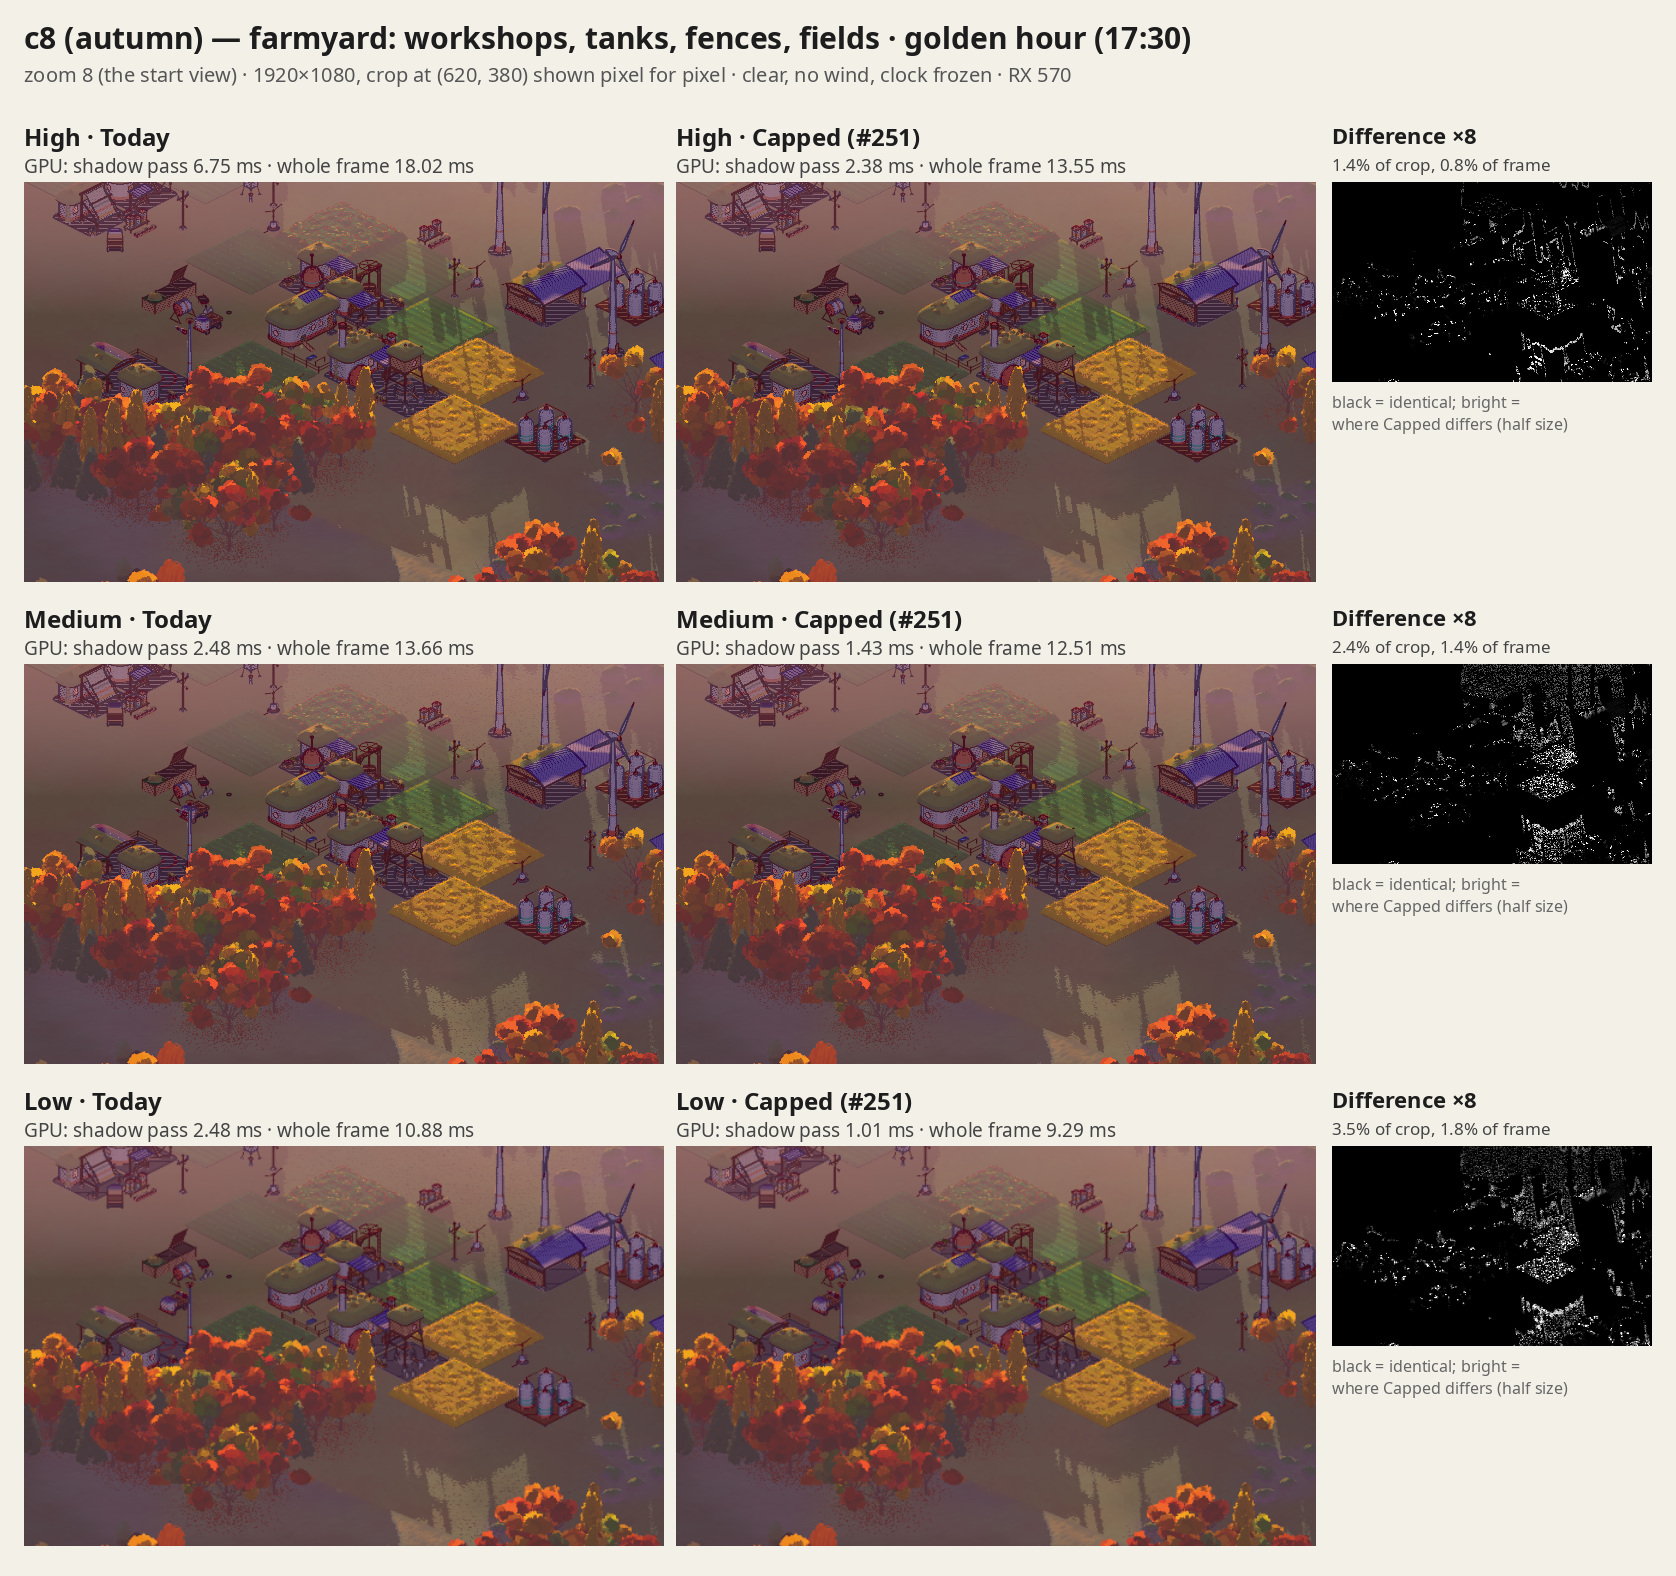 c8 (autumn) — farmyard: workshops, tanks, fences, fields · golden hour (17:30)
zoom 8 (the start view) · 1920×1080, crop at (620, 380) shown pixel for pixel · clear, no wind, clock frozen · RX 570
High · Today
GPU: shadow pass 6.75 ms · whole frame 18.02 ms
High · Capped (#251)
GPU: shadow pass 2.38 ms · whole frame 13.55 ms
Difference ×8
1.4% of crop, 0.8% of frame
black = identical; bright =
where Capped differs (half size)
Medium · Today
GPU: shadow pass 2.48 ms · whole frame 13.66 ms
Medium · Capped (#251)
GPU: shadow pass 1.43 ms · whole frame 12.51 ms
Difference ×8
2.4% of crop, 1.4% of frame
black = identical; bright =
where Capped differs (half size)
Low · Today
GPU: shadow pass 2.48 ms · whole frame 10.88 ms
Low · Capped (#251)
GPU: shadow pass 1.01 ms · whole frame 9.29 ms
Difference ×8
3.5% of crop, 1.8% of frame
black = identical; bright =
where Capped differs (half size)